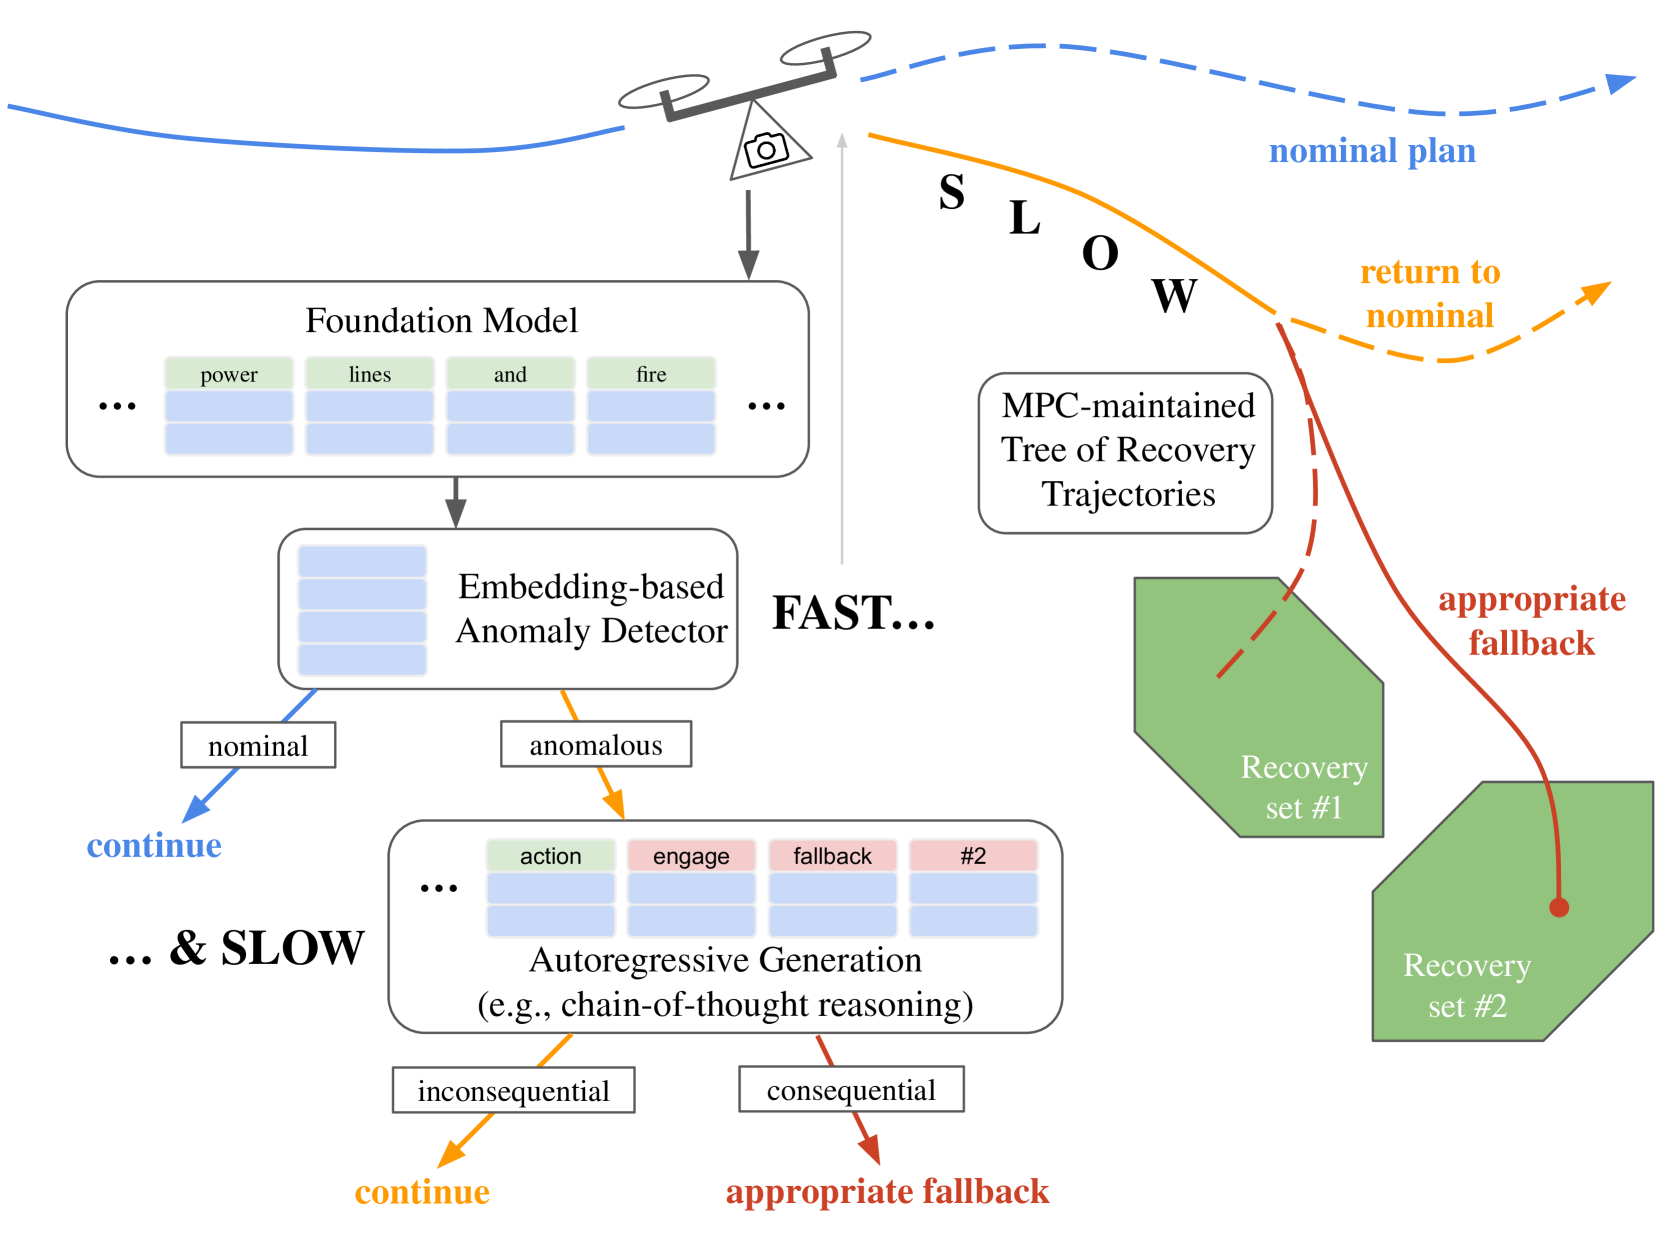 nominal plan
S
L
O
W
return to
nominal
Foundation Model
power lines and fire
... ...
MPC-maintained
Tree of Recovery
Trajectories
Embedding-based
Anomaly Detector
FAST...
appropriate
fallback
nominal
anomalous
continue
Recovery
set #1
action engage fallback #2
...
... & SLOW
Autoregressive Generation
(e.g., chain-of-thought reasoning)
Recovery
set #2
inconsequential
consequential
continue
appropriate fallback